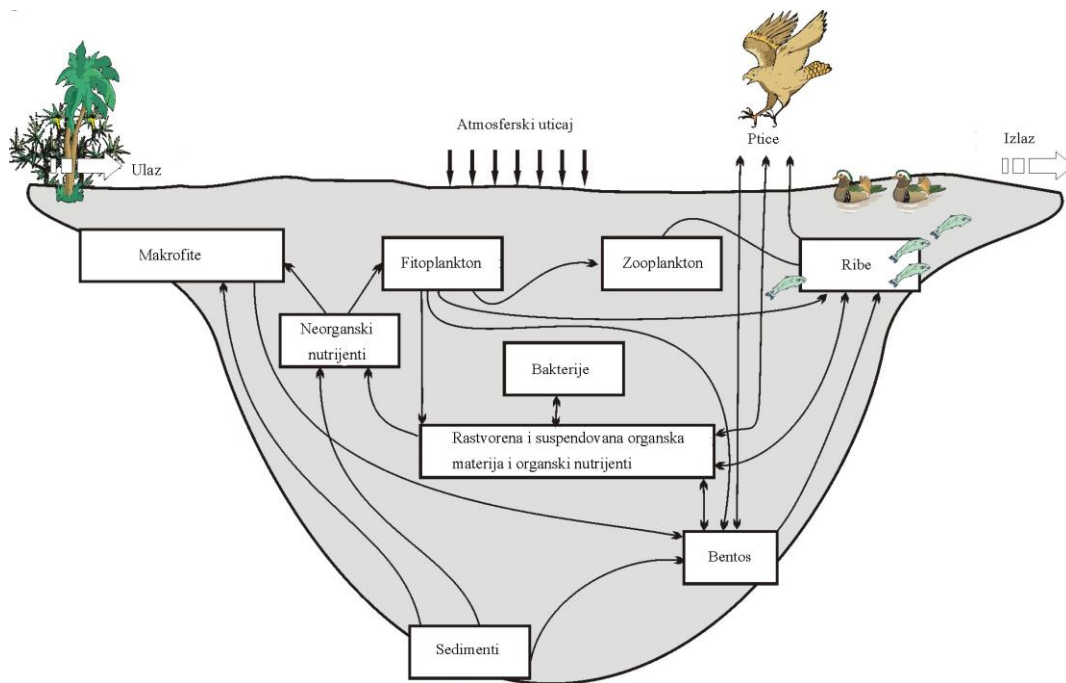 Atmosferski uticaj
Ptice
Izlaz
Ulaz
Makrofite
Fitoplankton
Zooplankton
Ribe
Neorganski
nutrijenti
Bakterije
Rastvorena i suspendovana organska
materija i organski nutrijenti
Bentos
Sedimenti